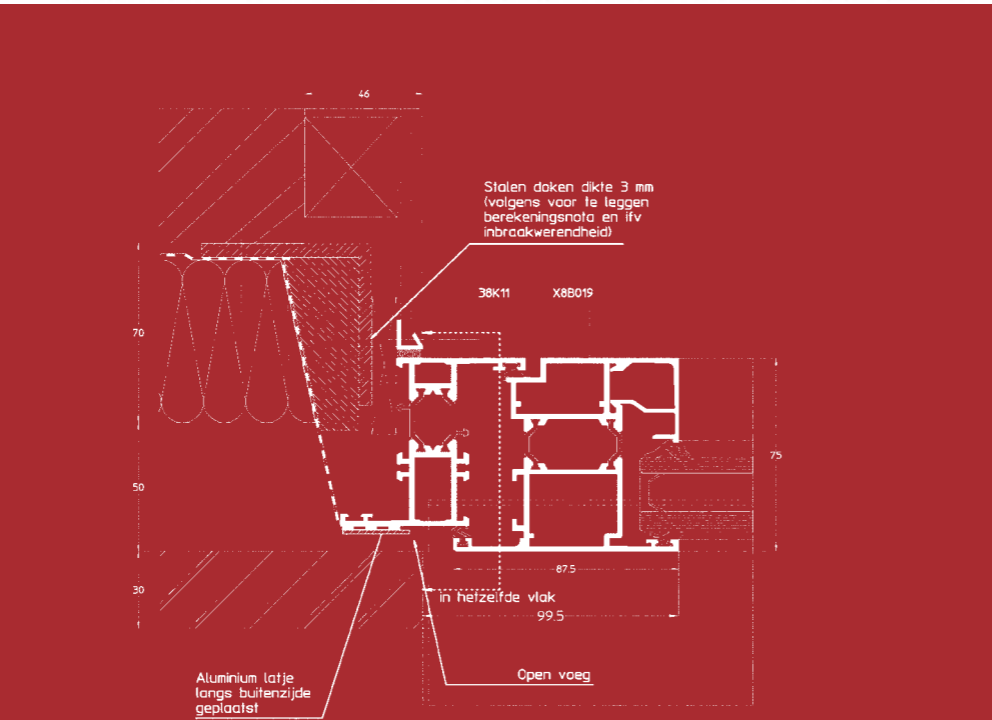 46
Stalen doken dikte 3 mm
(volgens voor te leggen
berekeningsnota en ifv
inbraakwerendheid)
38K11 X8B019
70
75
50
87.5
30
in hetzelfde vlak
99.5
Open voeg
Aluminium latje
langs buitenzijde
geplaatst